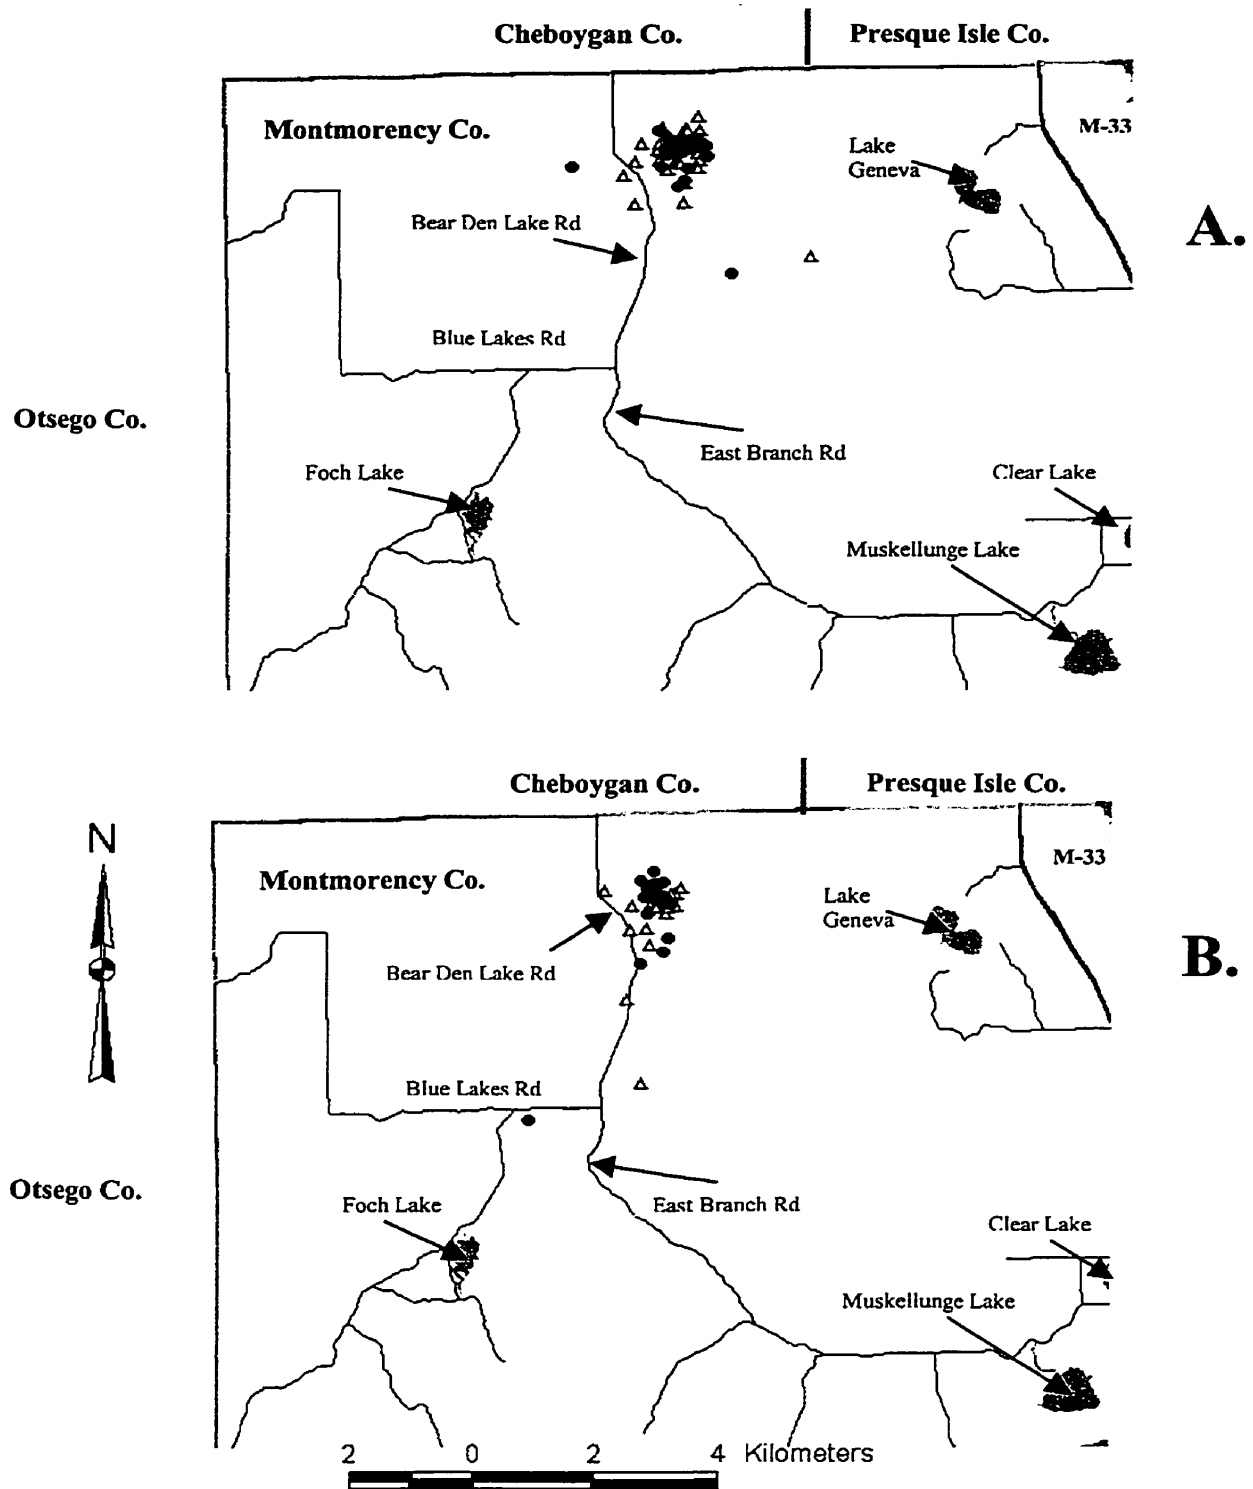 Cheboygan Co.
Presque Isle Co.
Montmorency Co.
M-33
Lake
Geneva
A.
Bear Den Lake Rd
Blue Lakes Rd
Otsego Co.
East Branch Rd
Foch Lake
Clear Lake
Muskellunge Lake
Cheboygan Co.
Presque Isle Co.
N
M-33
Montmorency Co.
Lake
Geneva
B.
Bear Den Lake Rd
Blue Lakes Rd
Otsego Co.
Foch Lake
East Branch Rd
Clear Lake
Muskellunge Lake
2 0 2 4 Kilometers